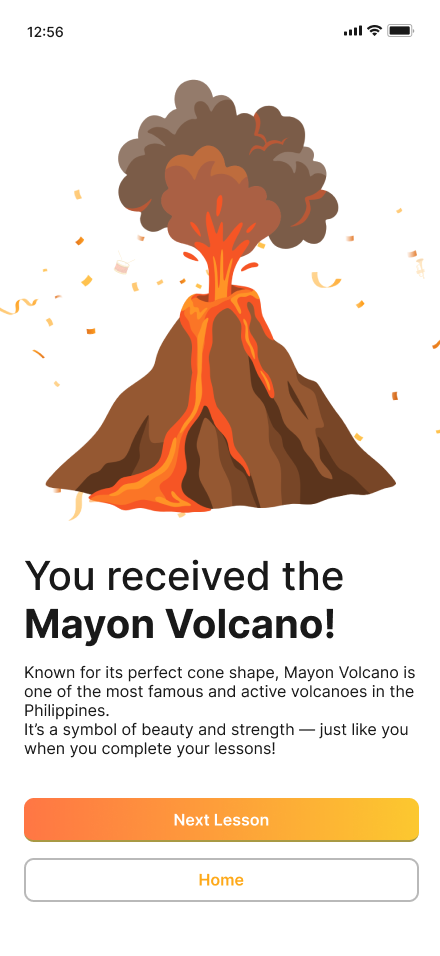 12:56
You received the
Mayon Volcano!
Known for its perfect cone shape, Mayon Volcano is
one of the most famous and active volcanoes in the
Philippines.
It’s a symbol of beauty and strength — just like you
when you complete your lessons!
Next Lesson
Home